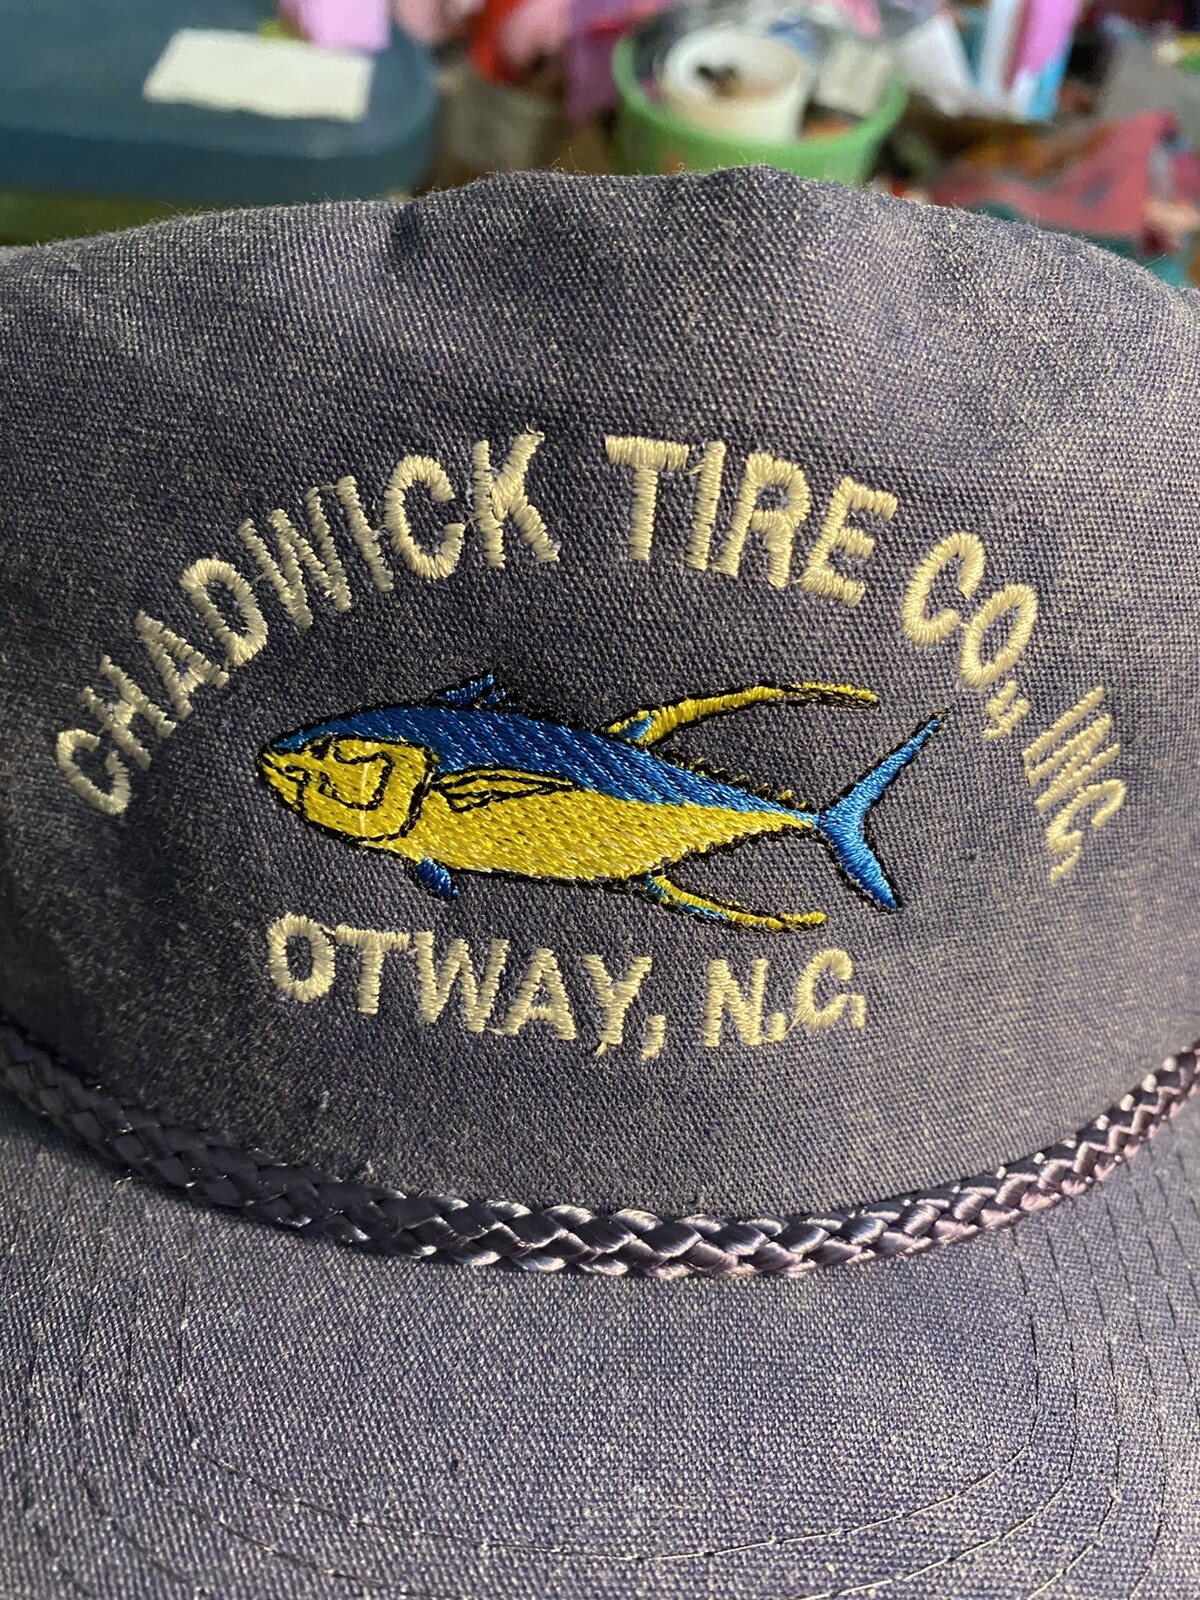 CHADWICK TIRE CO., INC.
OTWAY, N.C.